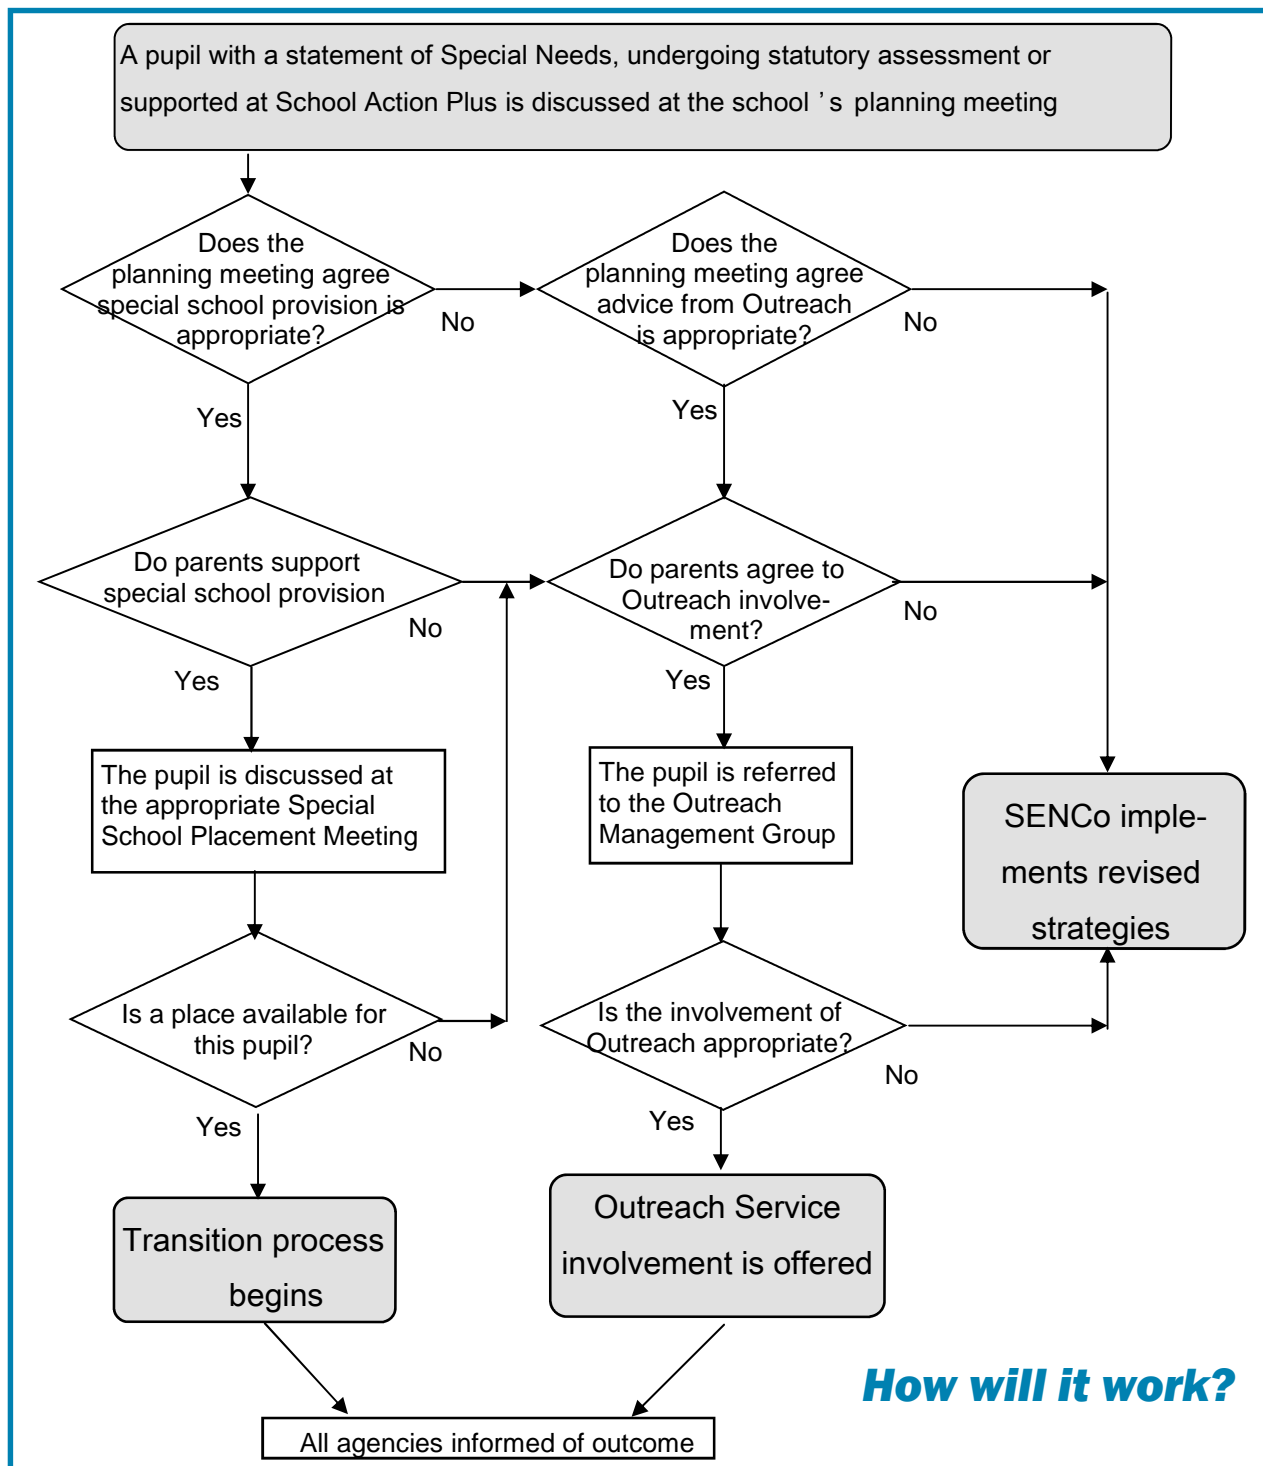 A pupil with a statement of Special Needs, undergoing statutory assessment or
supported at School Action Plus is discussed at the school ’ s planning meeting
Does the
planning meeting agree
special school provision is
appropriate?
No
Does the
planning meeting agree
advice from Outreach
is appropriate?
No
Yes
Yes
Do parents support
special school provision
No
Do parents agree to
Outreach involve-
ment?
No
Yes
Yes
The pupil is discussed at
the appropriate Special
School Placement Meeting
The pupil is referred
to the Outreach
Management Group
SENCo imple-
ments revised
strategies
Is a place available for
this pupil?
No
Is the involvement of
Outreach appropriate?
No
Yes
Yes
Transition process
begins
Outreach Service
involvement is offered
How will it work?
All agencies informed of outcome